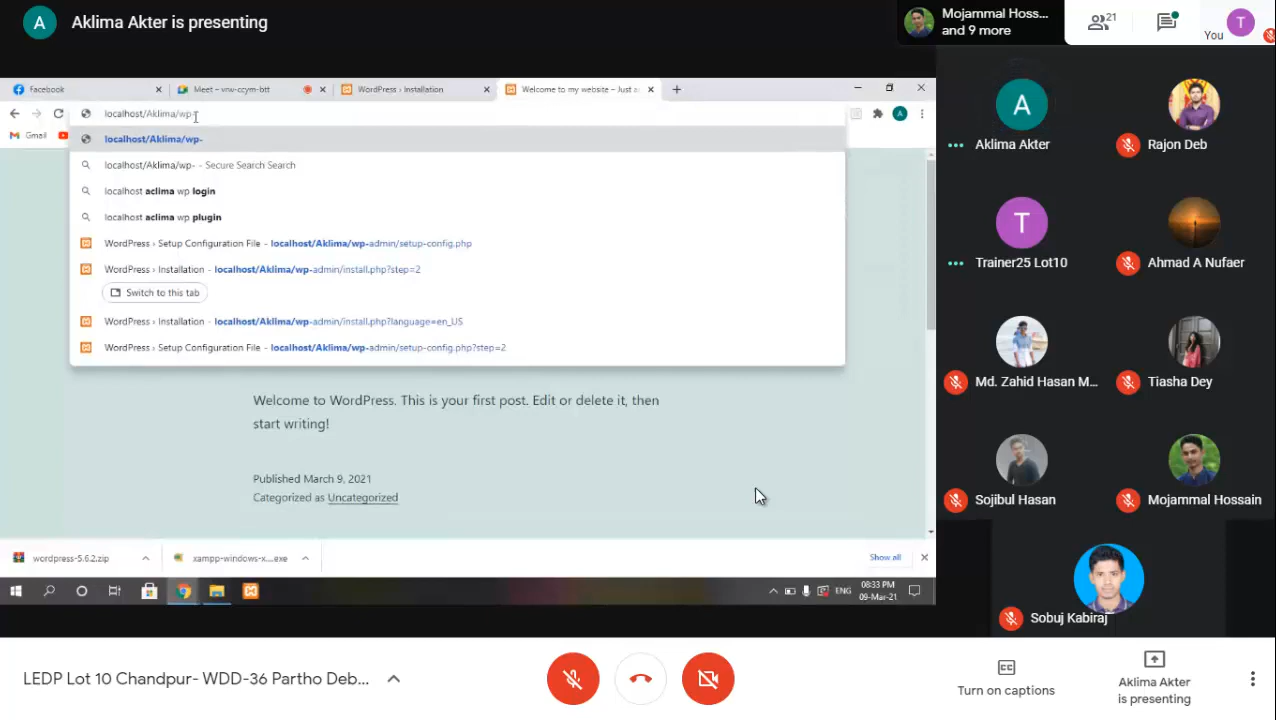 A
Aklima Akter is presenting
Mojammal Hoss...
and 9 more
21
You
T
Facebook
Meet – vnw-ccym-btt
WordPress › Installation
Welcome to my website – Just a
localhost/Aklima/wp-
A
Gmail
localhost/Aklima/wp-
localhost/Aklima/wp- - Secure Search Search
localhost aclima wp login
localhost aclima wp plugin
WordPress › Setup Configuration File - localhost/Aklima/wp-admin/setup-config.php
WordPress › Installation - localhost/Aklima/wp-admin/install.php?step=2
Switch to this tab
WordPress › Installation - localhost/Aklima/wp-admin/install.php?language=en_US
WordPress › Setup Configuration File - localhost/Aklima/wp-admin/setup-config.php?step=2
Welcome to WordPress. This is your first post. Edit or delete it, then
start writing!
Published March 9, 2021
Categorized as Uncategorized
wordpress-5.6.2.zip
xampp-windows-x....exe
Show all
ENG
08:33 PM
09-Mar-21
A
Aklima Akter
Rajon Deb
T
Trainer25 Lot10
Ahmad A Nufaer
Md. Zahid Hasan M...
Tiasha Dey
Sojibul Hasan
Mojammal Hossain
Sobuj Kabiraj
LEDP Lot 10 Chandpur- WDD-36 Partho Deb...
CC
Turn on captions
Aklima Akter
is presenting